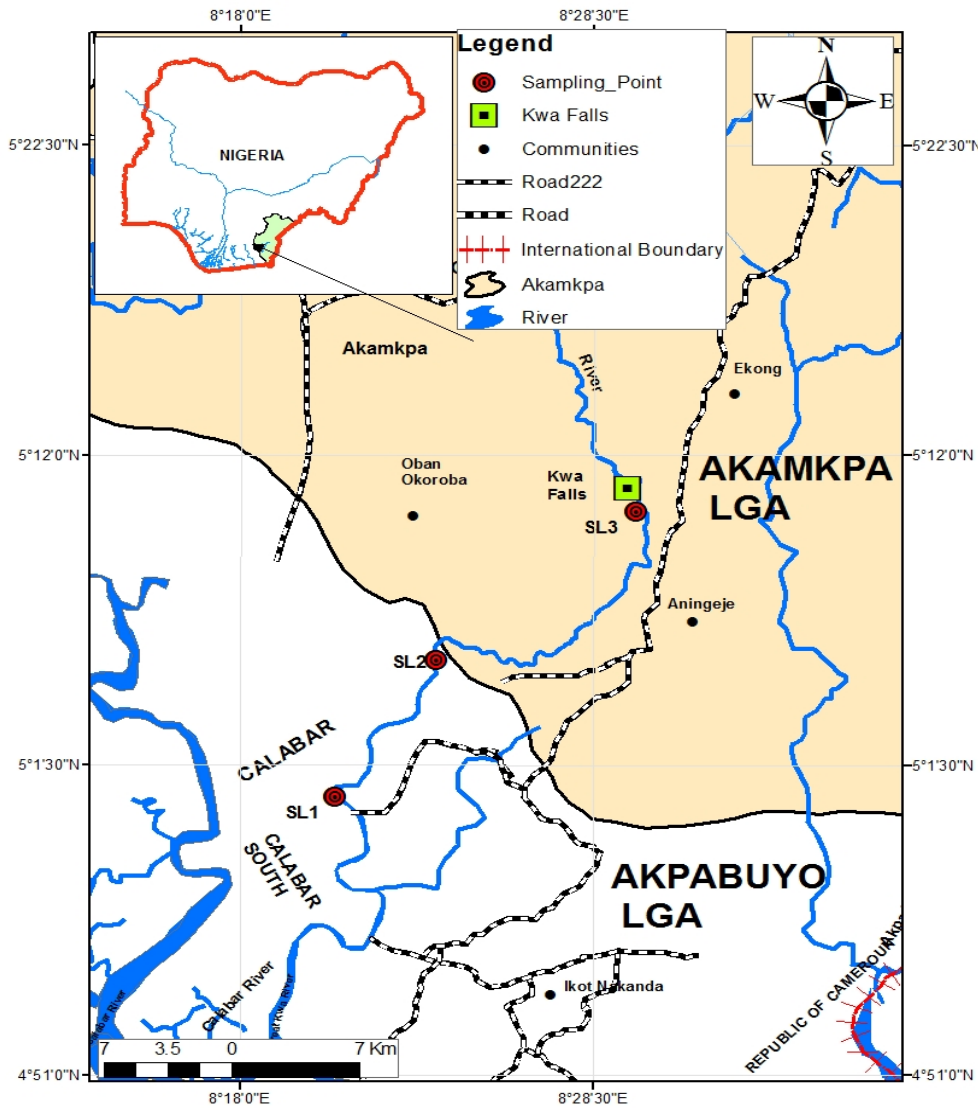 8°18'0"E
8°28'30"E
5°22'30"N
5°22'30"N
NIGERIA
Legend
Sampling_Point
Kwa Falls
Communities
Road222
Road
International Boundary
Akamkpa
River
N
W
E
S
Akamkpa
River
Ekong
5°12'0"N
5°12'0"N
Oban
Okoroba
Kwa
Falls
AKAMKPA
LGA
SL3
Aningeje
SL2
CALABAR
5°13'30"N
5°13'30"N
SL1
CALABAR
SOUTH
AKPABUYO
LGA
Ikot Nakanda
Calabar River
Kwa River
REPUBLIC OF CAMEROUN
7
3.5
0
7 Km
4°51'0"N
4°51'0"N
8°18'0"E
8°28'30"E